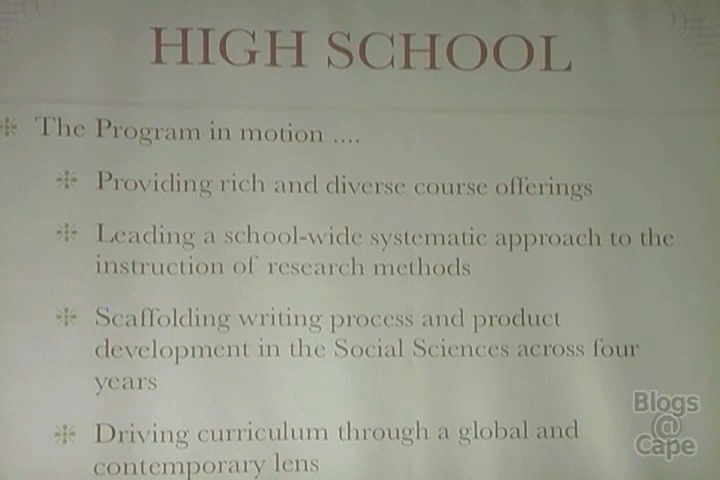 HIGH SCHOOL
The Program in motion ....
Providing rich and diverse course offerings
Leading a school-wide systematic approach to the
instruction of research methods
Scaffolding writing process and product
development in the Social Sciences across four
years
Driving curriculum through a global and
contemporary lens
Blogs
@
Cape